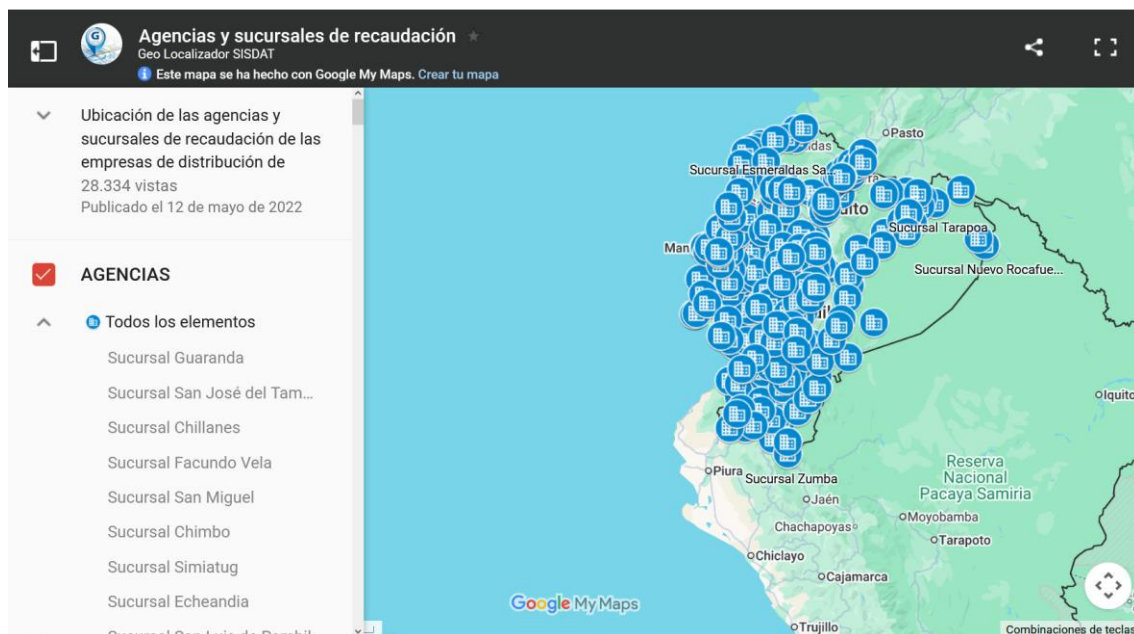 Agencias y sucursales de recaudación
Geo Localizador SISDAT
Este mapa se ha hecho con Google My Maps. Crear tu mapa
Ubicación de las agencias y
sucursales de recaudación de las
empresas de distribución de
28.334 vistas
Publicado el 12 de mayo de 2022
AGENCIAS
Todos los elementos
Sucursal Guaranda
Sucursal San José del Tam...
Sucursal Chillanes
Sucursal Facundo Vela
Sucursal San Miguel
Sucursal Chimbo
Sucursal Simiatug
Sucursal Echeandia
Pasto
Sucursal Esmeraldas Sa...
Sucursal Tarapoa...
Man
Sucursal Nuevo Rocafue...
Iquito
Piura
Sucursal Zumba
Reserva
Nacional
Pacaya Samiria
Jaén
Moyobamba
Chachapoyas
Tarapoto
Chiclayo
Cajamarca
Google My Maps
Trujillo
Combinaciones de teclas